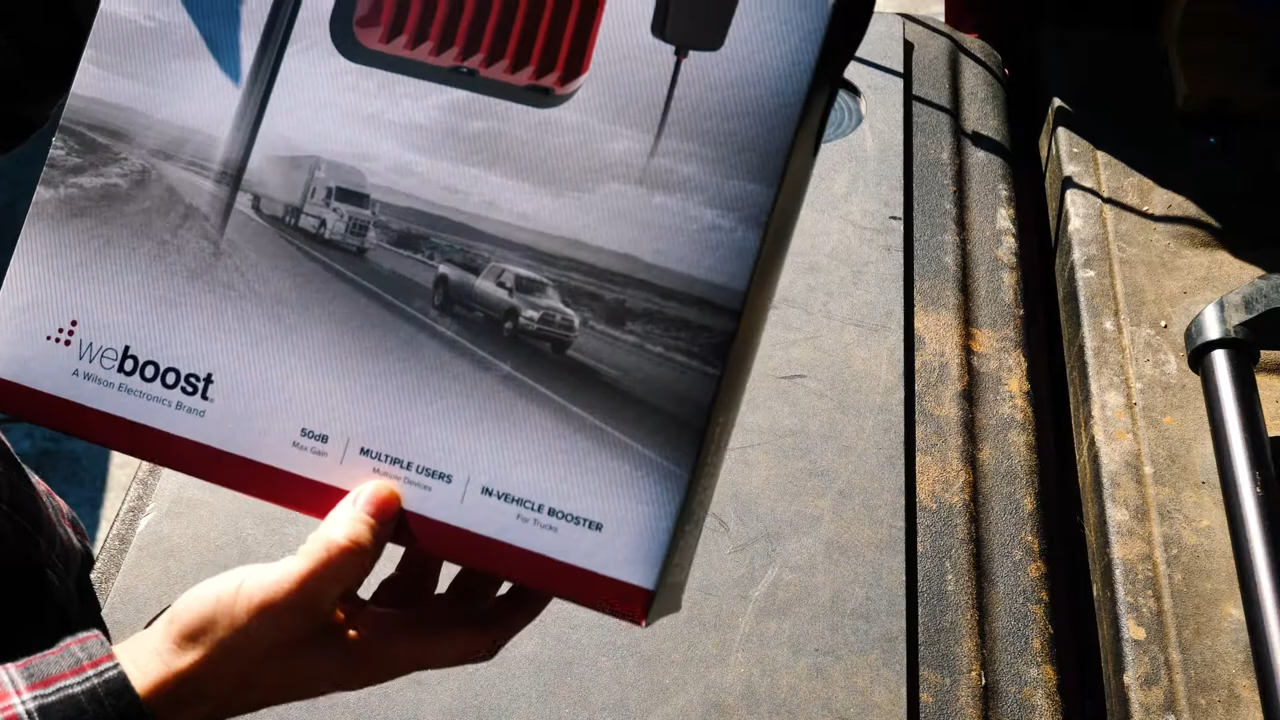 weboost
A Wilson Electronics Brand
50dB
Max Gain
MULTIPLE USERS
Multiple Devices
IN-VEHICLE BOOSTER
For Trucks